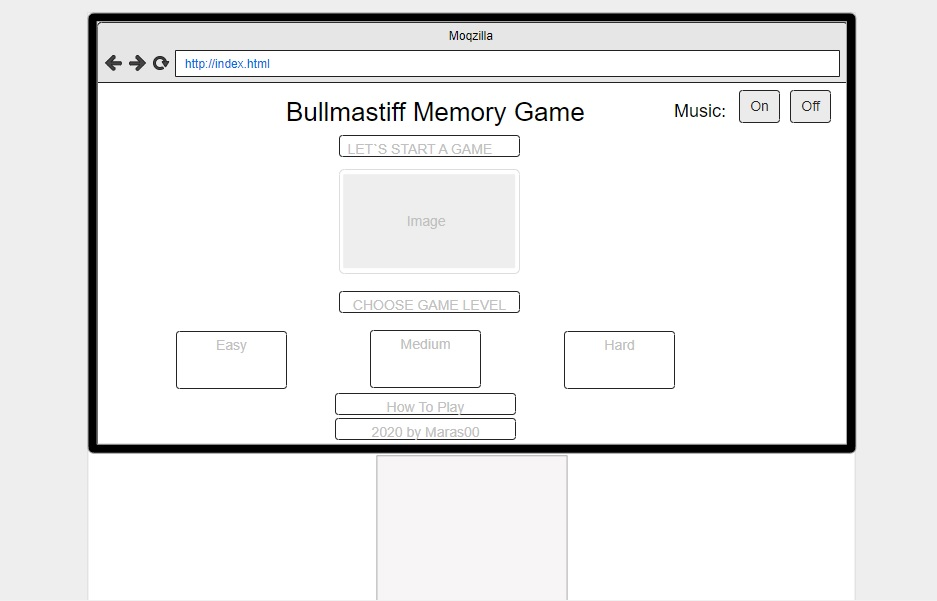 Moqzilla
http://index.html
Bullmastiff Memory Game
Music: On Off
LET`S START A GAME
Image
CHOOSE GAME LEVEL
Easy Medium Hard
How To Play
2020 by Maras00